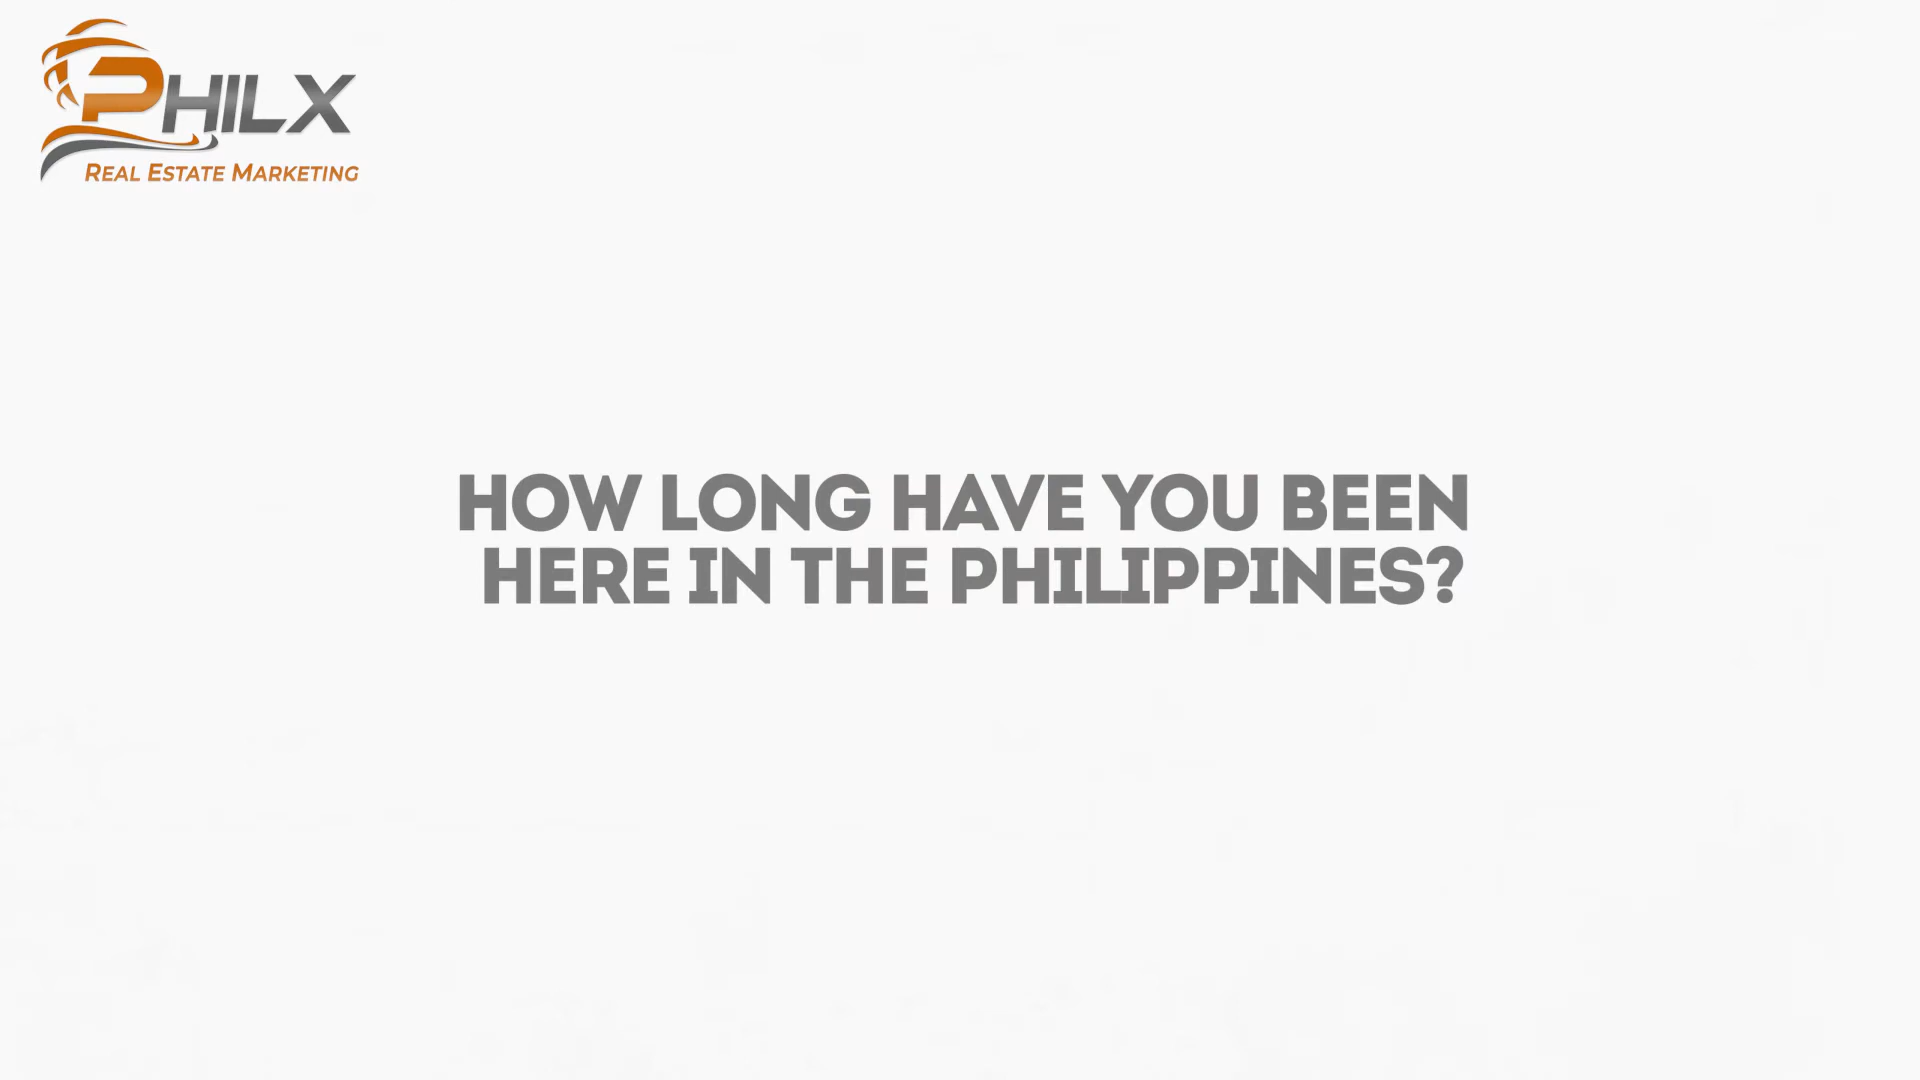 PHILX
REAL ESTATE MARKETING
HOW LONG HAVE YOU BEEN
HERE IN THE PHILIPPINES?